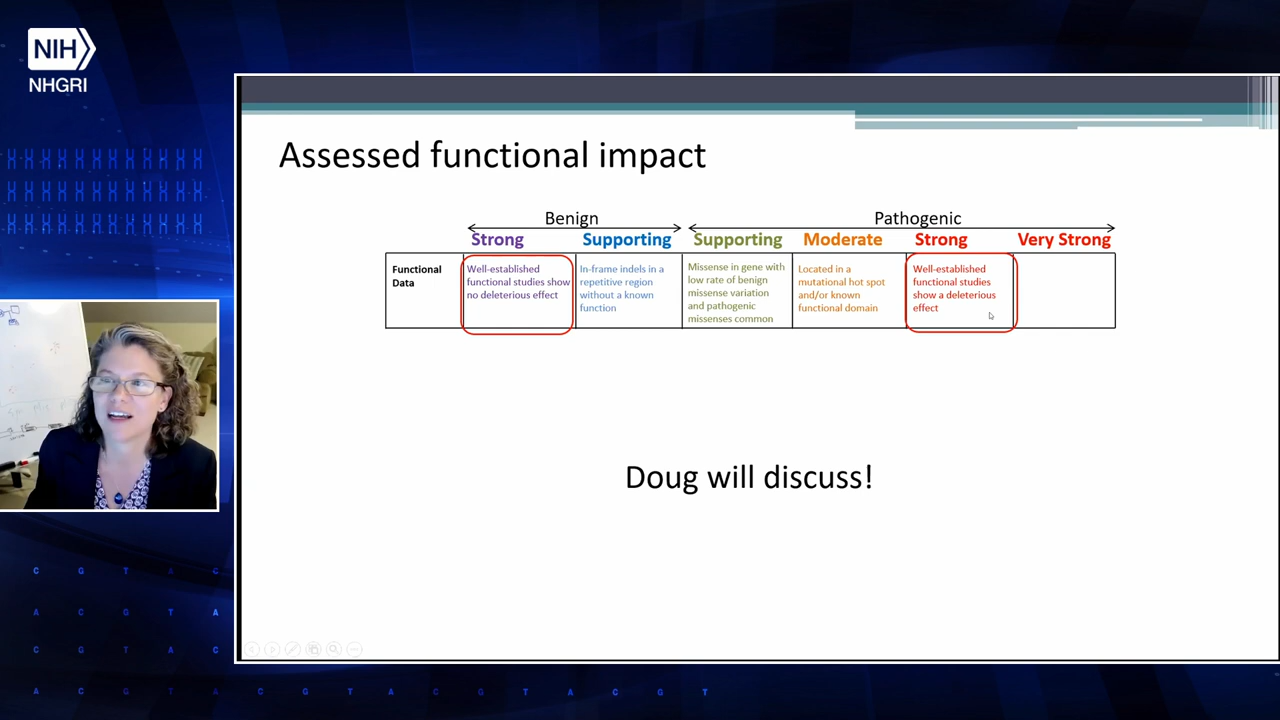 NIH
NHGRI
Assessed functional impact
Benign
Pathogenic
Strong
Supporting
Supporting
Moderate
Strong
Very Strong
Functional
Data
Well-established
functional studies show
no deleterious effect
In-frame indels in a
repetitive region
without a known
function
Missense in gene with
low rate of benign
missense variation
and pathogenic
missenses common
Located in a
mutational hot spot
and/or known
functional domain
Well-established
functional studies
show a deleterious
effect
Doug will discuss!
C G T A C
A C G T A
C G T A C
A C G T A C G T A C G T A C G T